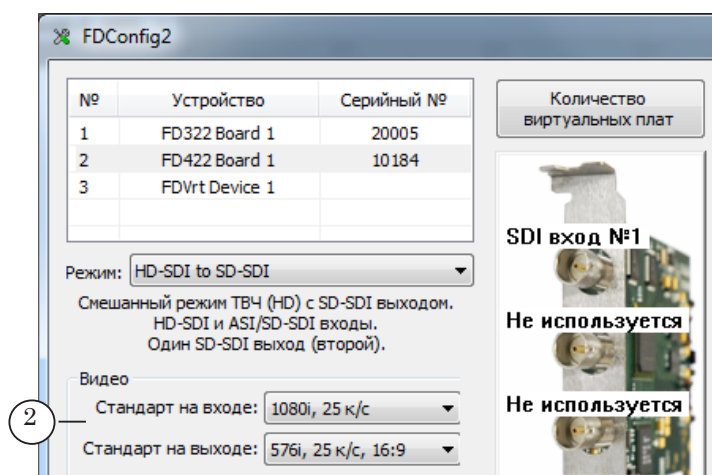 FDConfig2
№ Устройство Серийный №
1 FD322 Board 1 20005
2 FD422 Board 1 10184
3 FDVrt Device 1
Количество
виртуальных плат
SDI вход №1
Режим: HD-SDI to SD-SDI
Смешанный режим ТВЧ (HD) с SD-SDI выходом.
HD-SDI и ASI/SD-SDI входы.
Один SD-SDI выход (второй).
Не используется
Видео
2
Стандарт на входе: 1080i, 25 к/с
Не используется
Стандарт на выходе: 576i, 25 к/с, 16:9